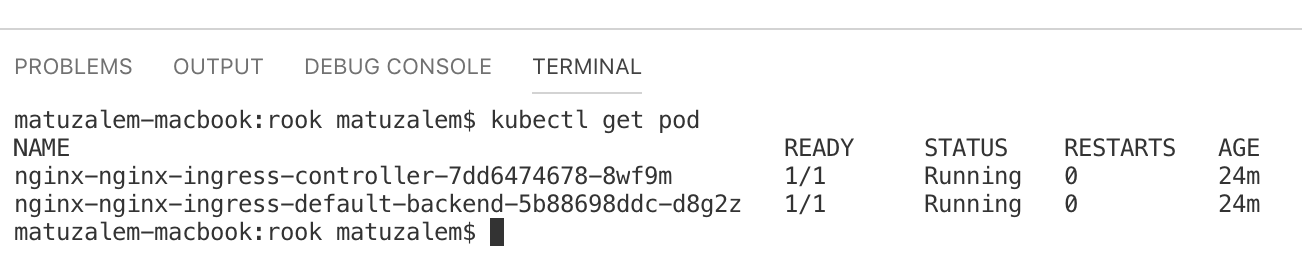 PROBLEMS OUTPUT DEBUG CONSOLE TERMINAL
matuzalem-macbook:rook matuzalem$ kubectl get pod
NAME READY STATUS RESTARTS AGE
nginx-nginx-ingress-controller-7dd6474678-8wf9m 1/1 Running 0 24m
nginx-nginx-ingress-default-backend-5b88698ddc-d8g2z 1/1 Running 0 24m
matuzalem-macbook:rook matuzalem$